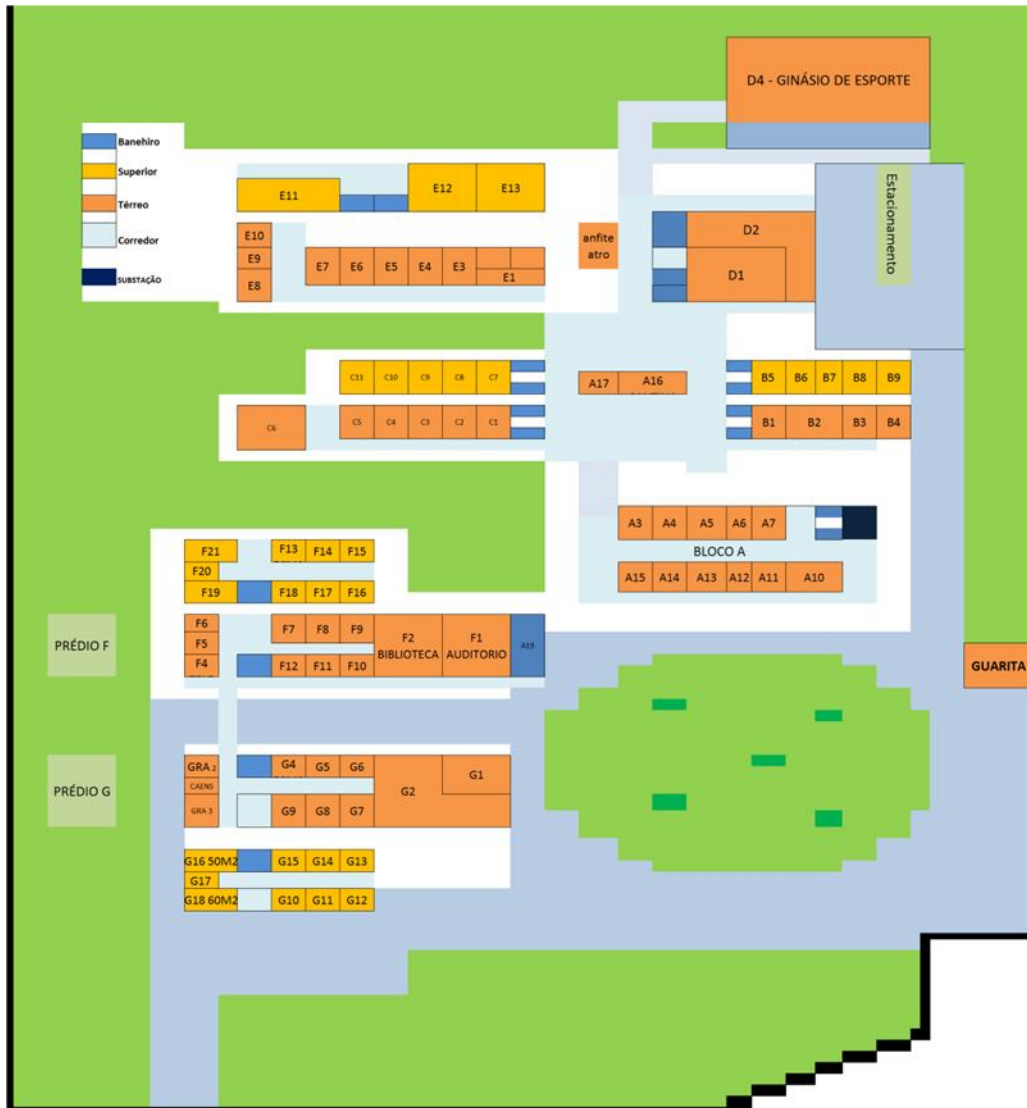 D4 - GINÁSIO DE ESPORTE
Banehiro
Superior
Térreo
Corredor
SUBSTAÇÃO
Estacionamento
E11
E12
E13
E10
E9
E8
E7
E6
E5
E4
E3
E1
anfite
atro
D2
D1
C11
C10
C9
C8
C7
A17
A16
B5
B6
B7
B8
B9
C6
C5
C4
C3
C2
C1
B1
B2
B3
B4
A3
A4
A5
A6
A7
BLOCO A
A15
A14
A13
A12
A11
A10
F21
F13
F14
F15
F20
F19
F18
F17
F16
PRÉDIO F
F6
F5
F4
F7
F8
F9
F12
F11
F10
F2
BIBLIOTECA
F1
AUDITORIO
GUARITA
PRÉDIO G
GRA 2
CAENS
GRA 3
G4
G5
G6
G9
G8
G7
G2
G1
G16 50M2
G15
G14
G13
G17
G18 60M2
G10
G11
G12